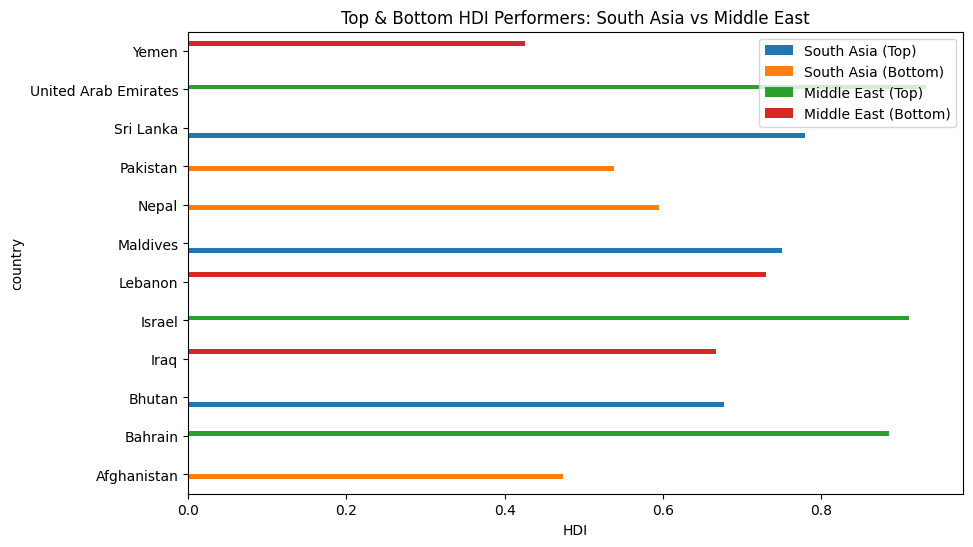 Top & Bottom HDI Performers: South Asia vs Middle East
South Asia (Top)
South Asia (Bottom)
Middle East (Top)
Middle East (Bottom)
country
Yemen
United Arab Emirates
Sri Lanka
Pakistan
Nepal
Maldives
Lebanon
Israel
Iraq
Bhutan
Bahrain
Afghanistan
0.0 0.2 0.4 0.6 0.8
HDI